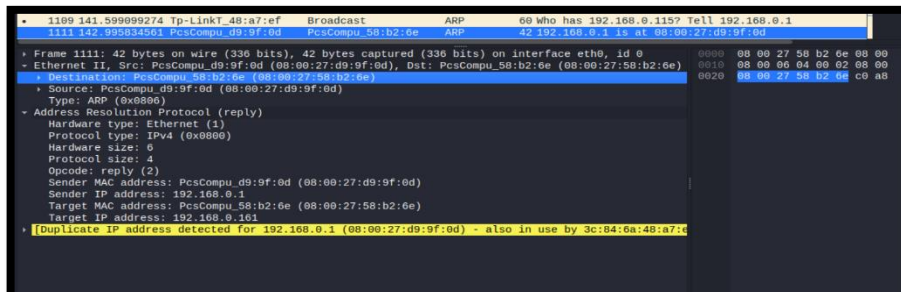 1109 141.599099274 Tp-LinkT_48:a7:ef Broadcast ARP 60 Who has 192.168.0.115? Tell 192.168.0.1
1111 142.995834561 PcsCompu_d9:9f:0d PcsCompu_58:b2:6e ARP 42 192.168.0.1 is at 08:00:27:d9:9f:0d
Frame 1111: 42 bytes on wire (336 bits), 42 bytes captured (336 bits) on interface eth0, id 0
Ethernet II, Src: PcsCompu_d9:9f:0d (08:00:27:d9:9f:0d), Dst: PcsCompu_58:b2:6e (08:00:27:58:b2:6e)
Destination: PcsCompu_58:b2:6e (08:00:27:58:b2:6e)
Source: PcsCompu_d9:9f:0d (08:00:27:d9:9f:0d)
Type: ARP (0x0806)
Address Resolution Protocol (reply)
Hardware type: Ethernet (1)
Protocol type: IPv4 (0x0800)
Hardware size: 6
Protocol size: 4
Opcode: reply (2)
Sender MAC address: PcsCompu_d9:9f:0d (08:00:27:d9:9f:0d)
Sender IP address: 192.168.0.1
Target MAC address: PcsCompu_58:b2:6e (08:00:27:58:b2:6e)
Target IP address: 192.168.0.161
[Duplicate IP address detected for 192.168.0.1 (08:00:27:d9:9f:0d) - also in use by 3c:84:6a:48:a7:e
0000 08 00 27 58 b2 6e 08 00
0010 08 00 06 04 00 02 08 00
0020 08 00 27 58 b2 6e c0 a8